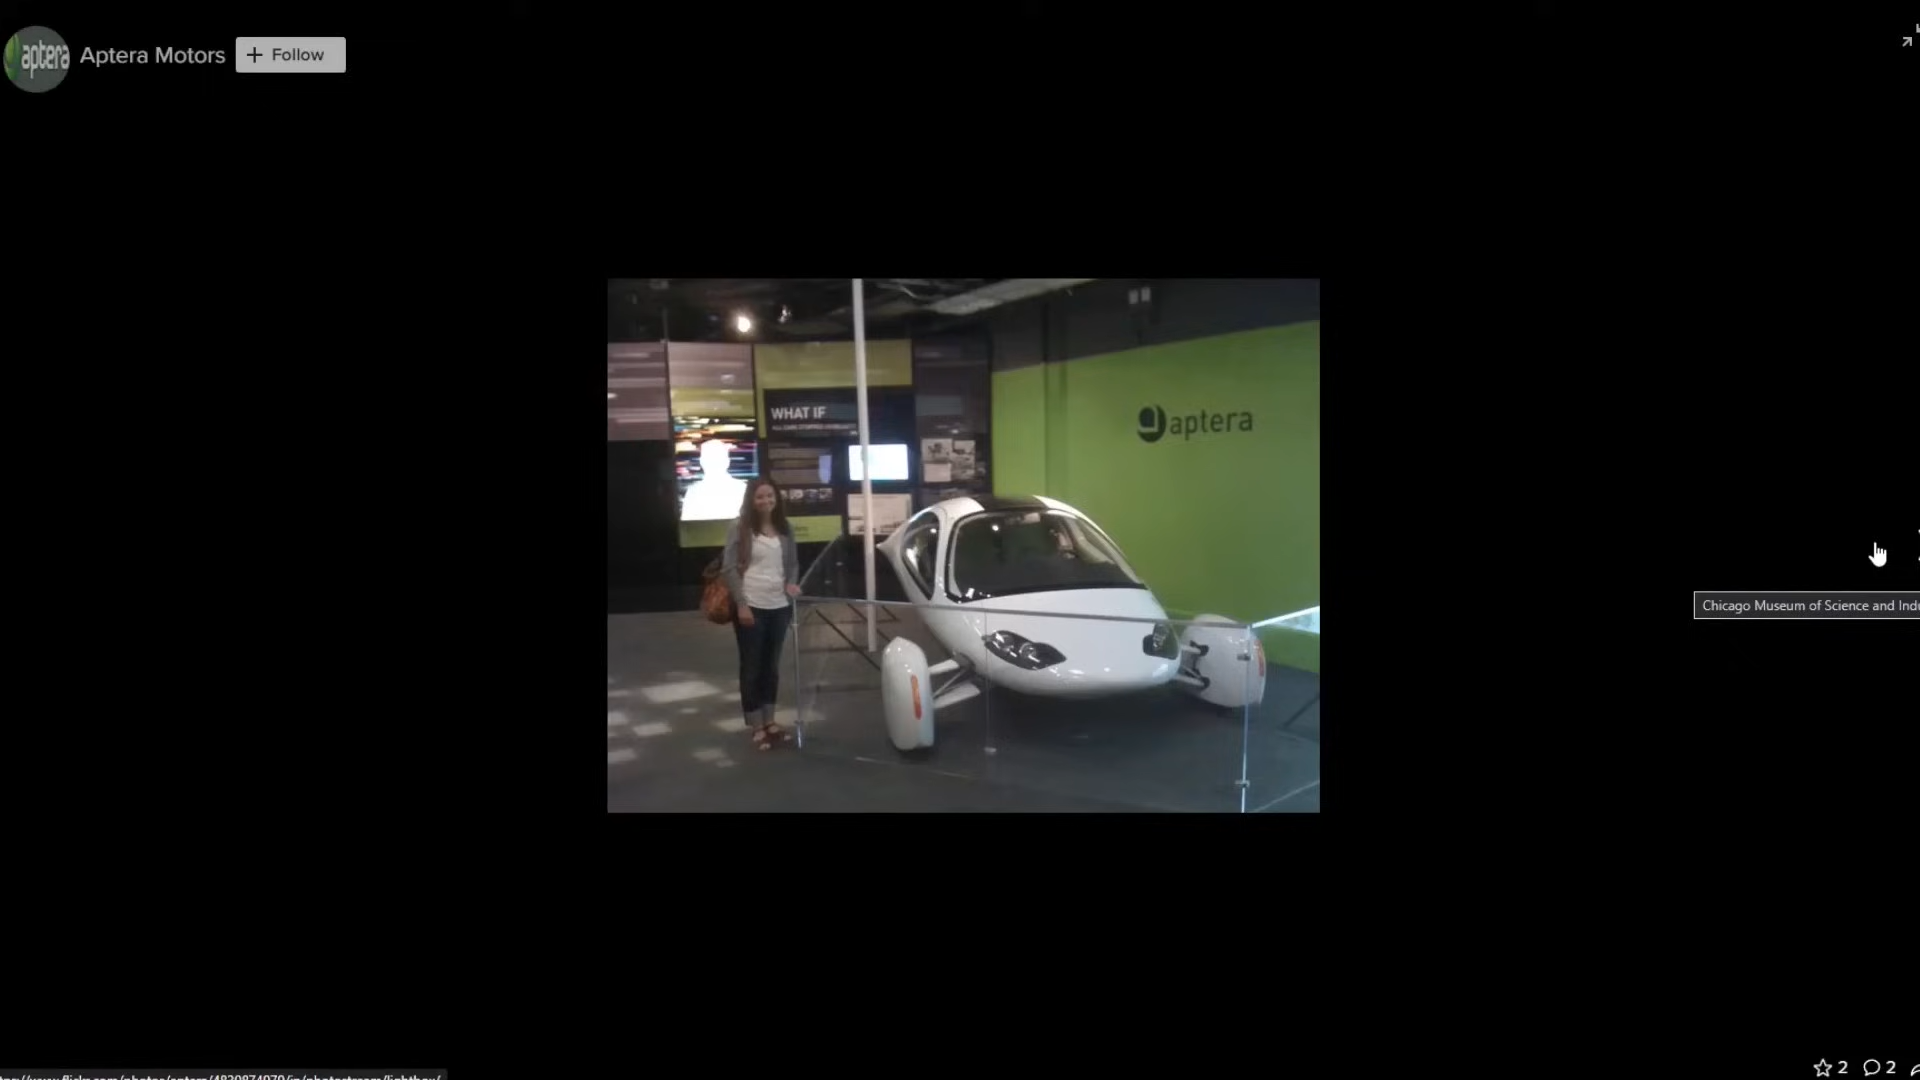 aptera
Aptera Motors
+ Follow
WHAT IF
aptera
Chicago Museum of Science and Indu
2
2